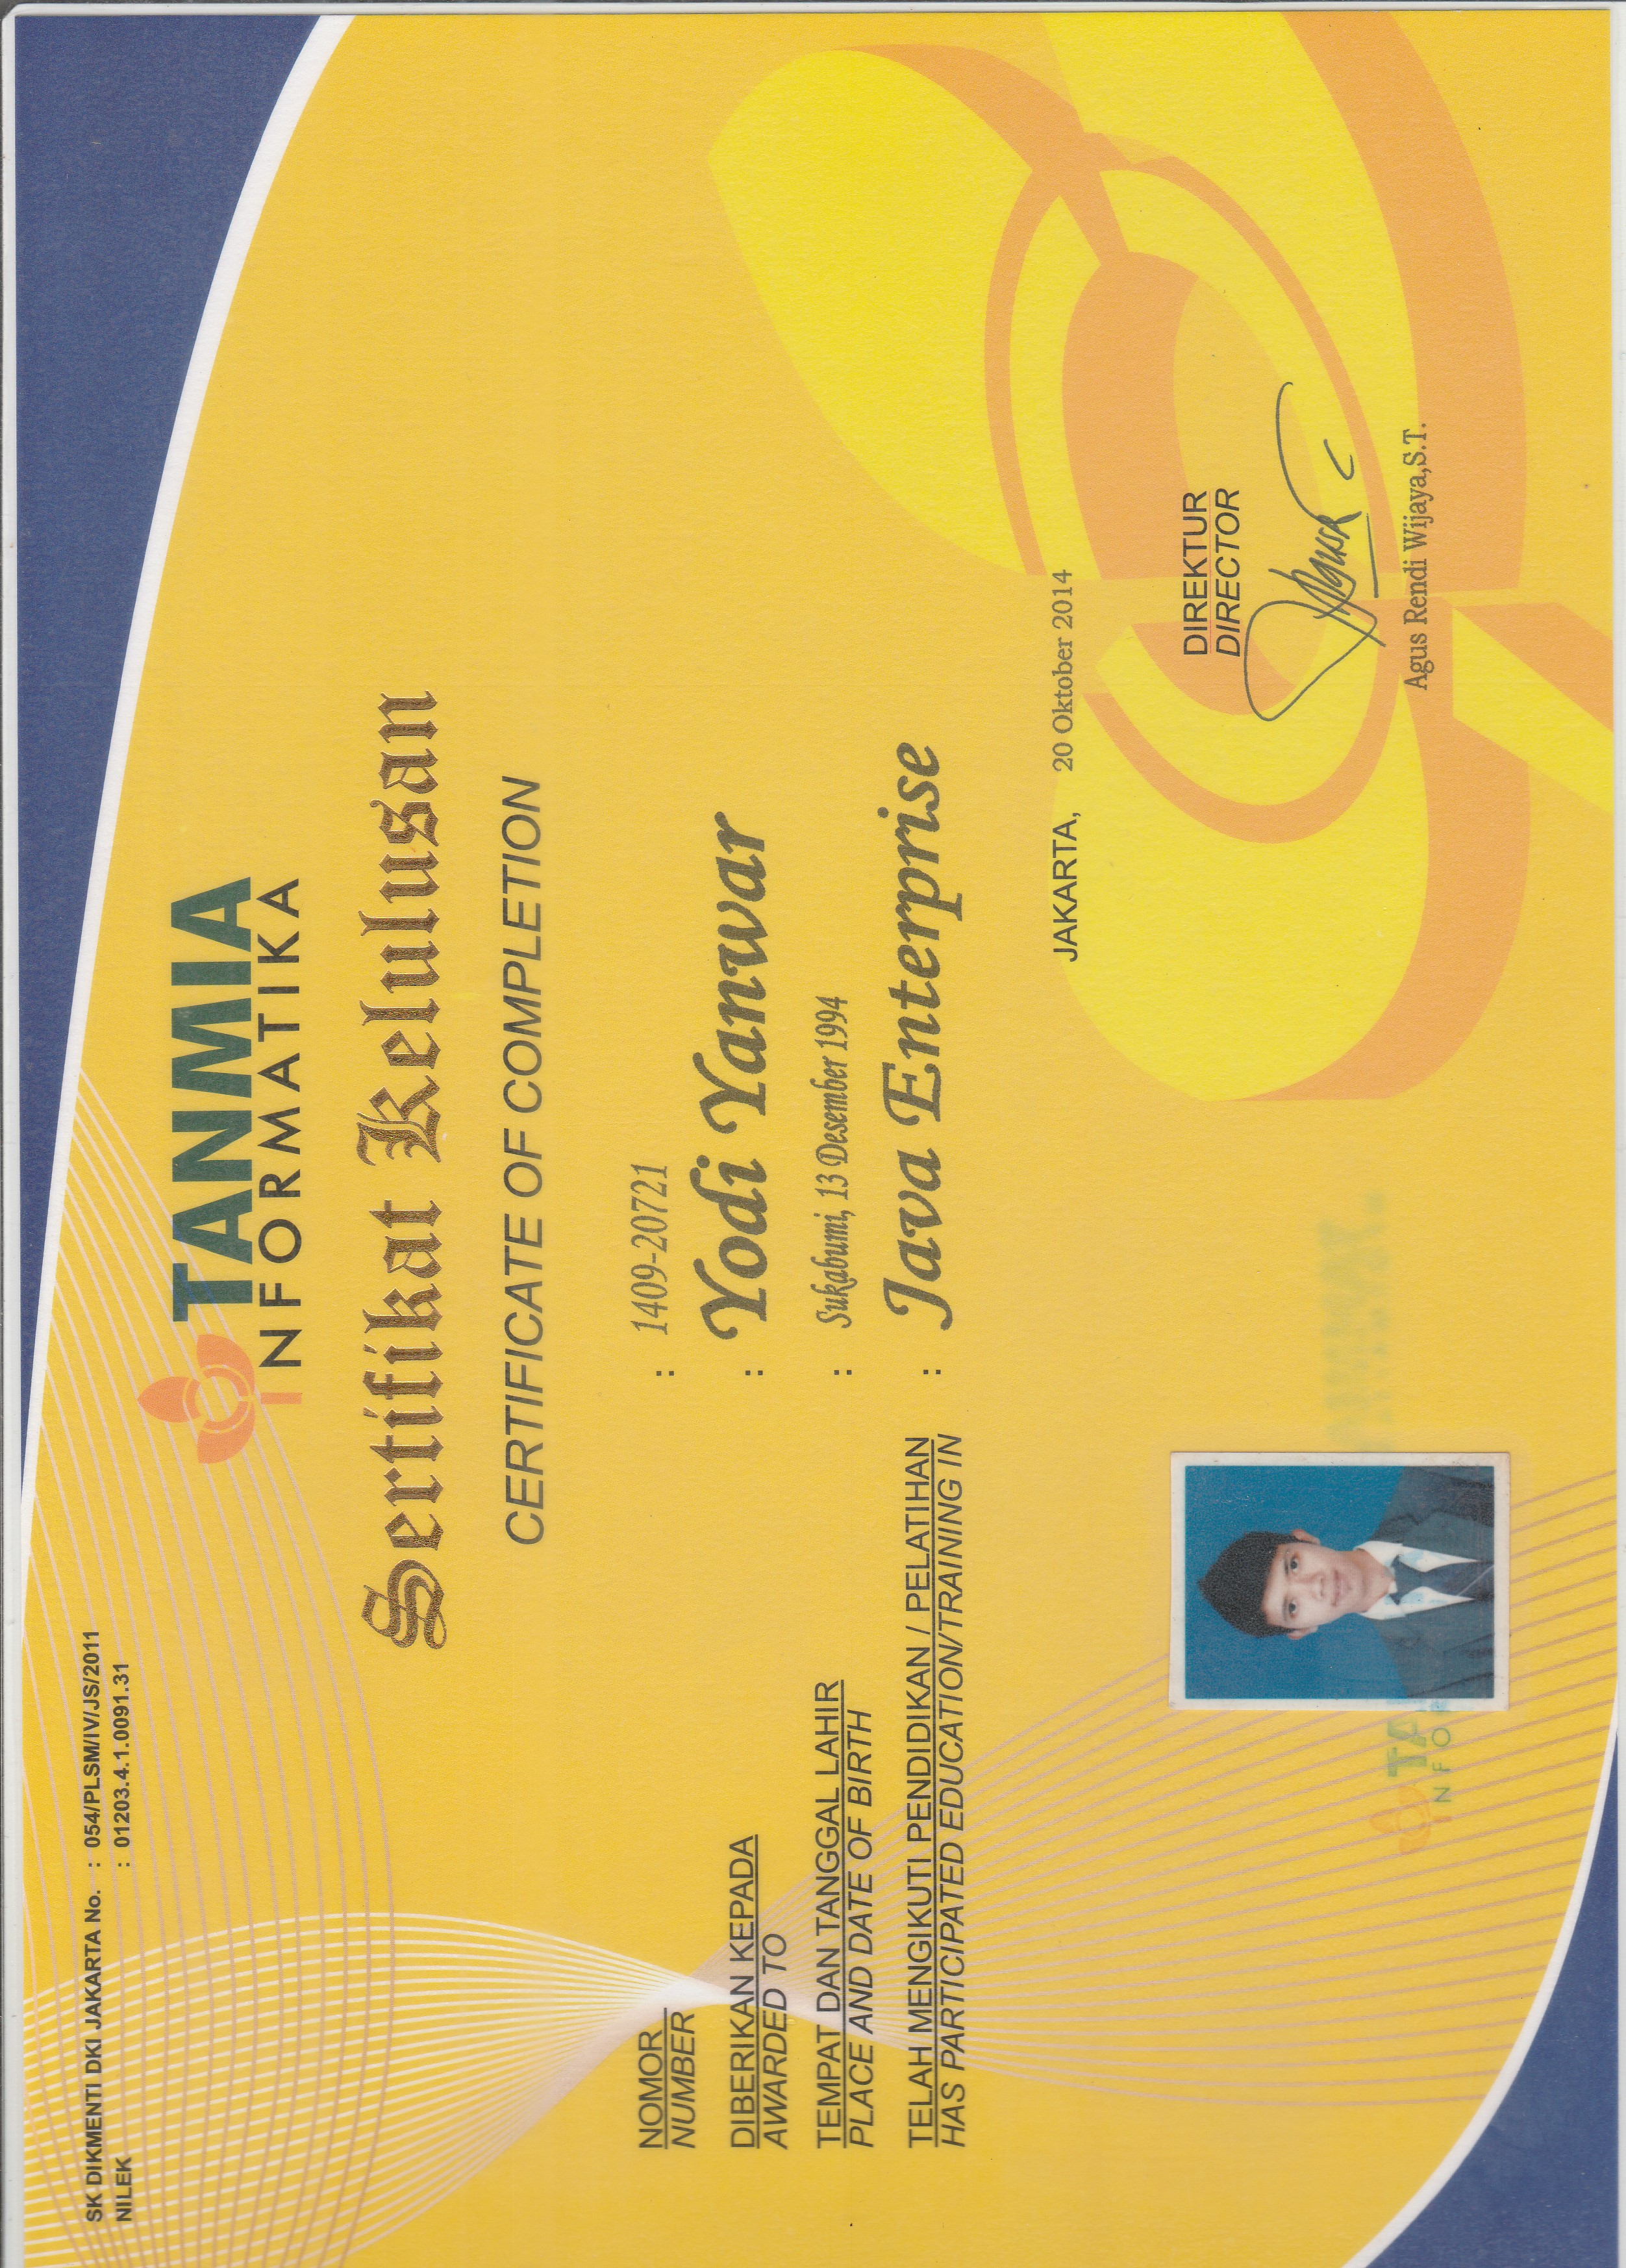 SK DIKMENTI DKI JAKARTA No. : 054/PLSM/IV/JS/2011
NILEK : 01203.4.1.0091.31
TANMIA
INFORMATIKA
Sertifikat Kelulusan
CERTIFICATE OF COMPLETION
NOMOR
NUMBER : 1409-20721
DIBERIKAN KEPADA
AWARDED TO : Yodi Yanwar
TEMPAT DAN TANGGAL LAHIR
PLACE AND DATE OF BIRTH : Sukabumi, 13 Desember 1994
TELAH MENGIKUTI PENDIDIKAN / PELATIHAN
HAS PARTICIPATED EDUCATION/TRAINING IN : Java Enterprise
JAKARTA, 20 Oktober 2014
DIREKTUR
DIRECTOR
Agus Rendi Wijaya,S.T.
TA
INFO